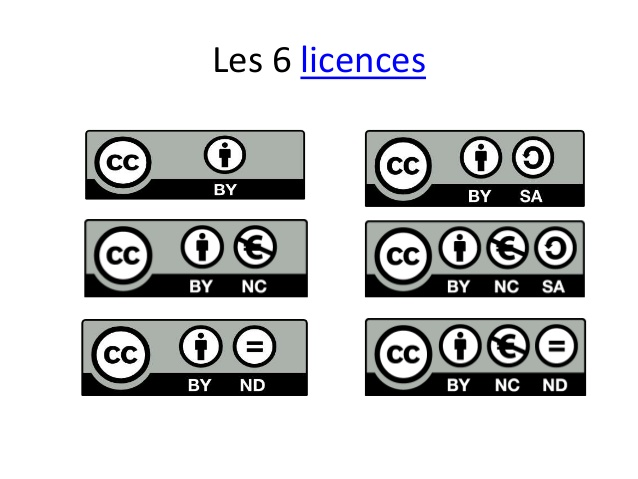 Les 6 licences
CC BY
CC BY SA
CC BY NC
CC BY NC SA
CC BY ND
CC BY NC ND